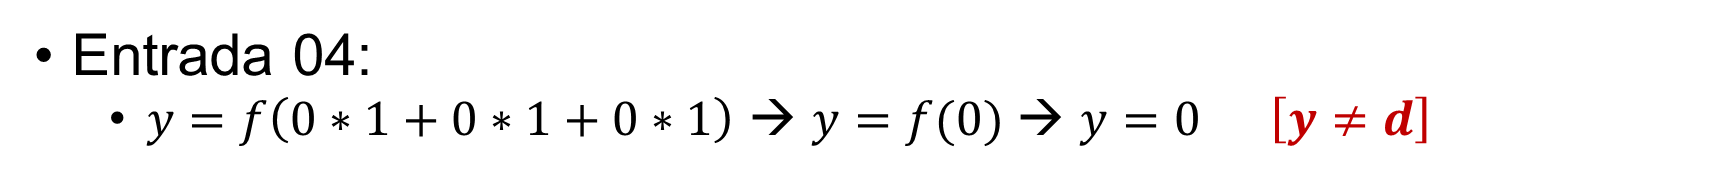 • Entrada 04:
• y = f(0 * 1 + 0 * 1 + 0 * 1) → y = f(0) → y = 0 [y ≠ d]